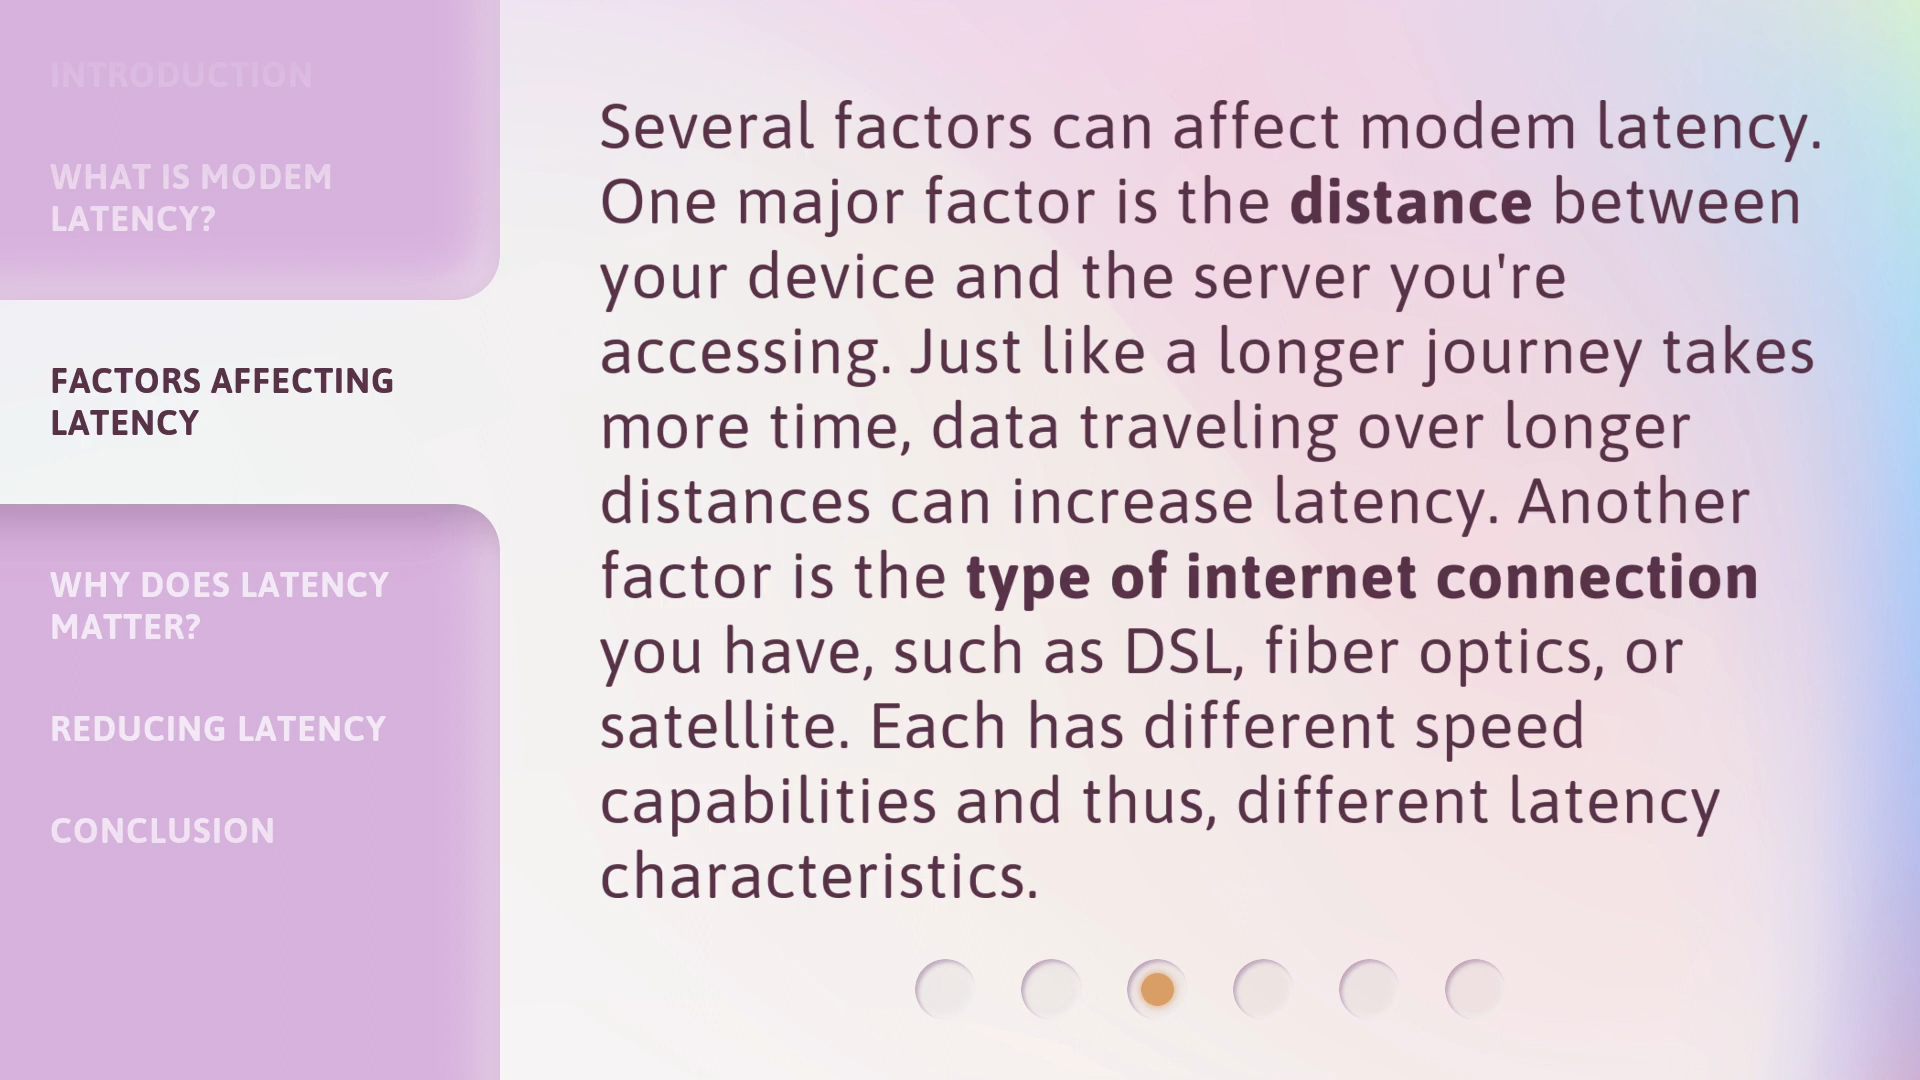 INTRODUCTION
WHAT IS MODEM
LATENCY?
FACTORS AFFECTING
LATENCY
WHY DOES LATENCY
MATTER?
REDUCING LATENCY
CONCLUSION
Several factors can affect modem latency.
One major factor is the distance between
your device and the server you're
accessing. Just like a longer journey takes
more time, data traveling over longer
distances can increase latency. Another
factor is the type of internet connection
you have, such as DSL, fiber optics, or
satellite. Each has different speed
capabilities and thus, different latency
characteristics.